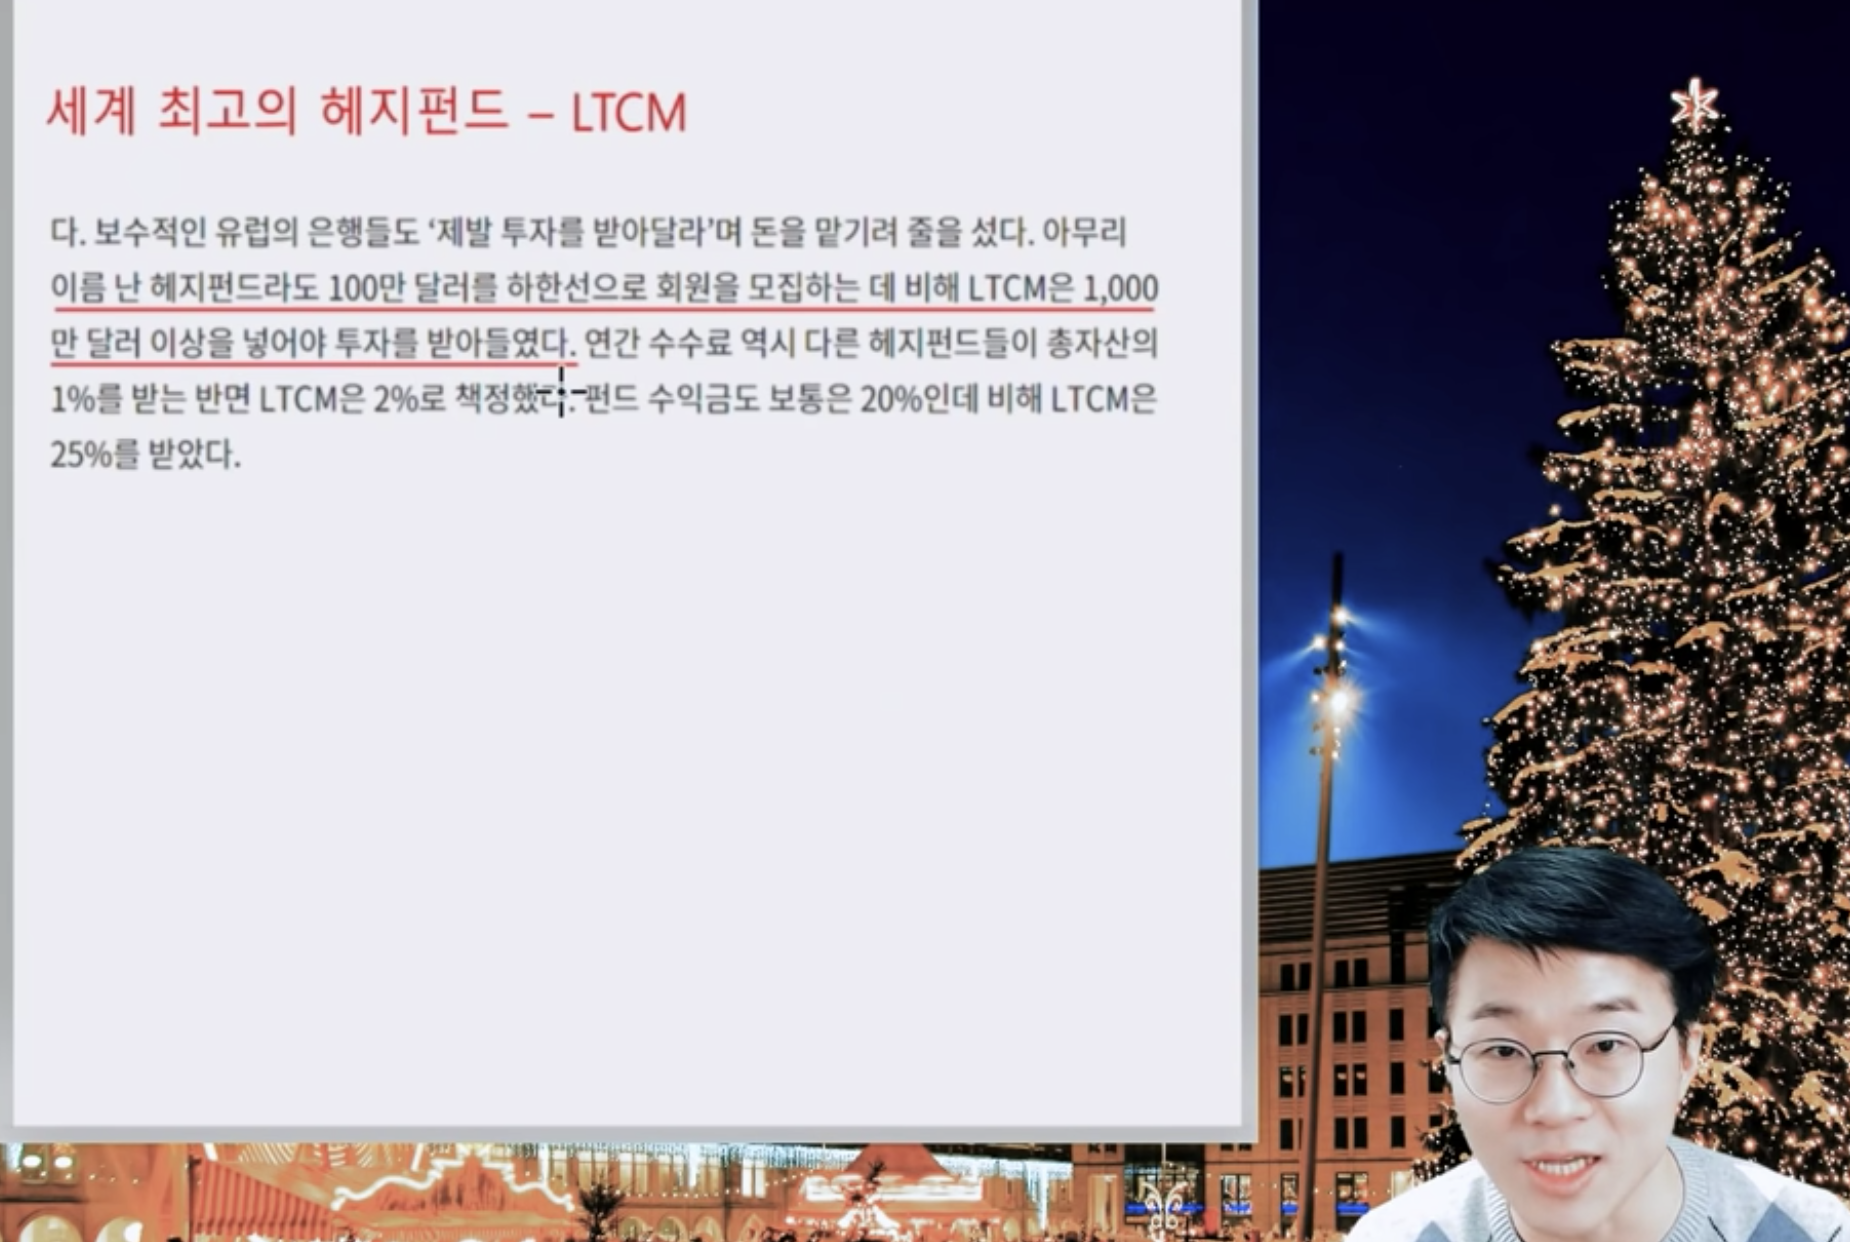 세계 최고의 헤지펀드 – LTCM
다. 보수적인 유럽의 은행들도 ‘제발 투자를 받아달라’며 돈을 맡기려 줄을 섰다. 아무리
이름 난 헤지펀드라도 100만 달러를 하한선으로 회원을 모집하는 데 비해 LTCM은 1,000
만 달러 이상을 넣어야 투자를 받아들였다. 연간 수수료 역시 다른 헤지펀드들이 총자산의
1%를 받는 반면 LTCM은 2%로 책정했다. 펀드 수익금도 보통은 20%인데 비해 LTCM은
25%를 받았다.